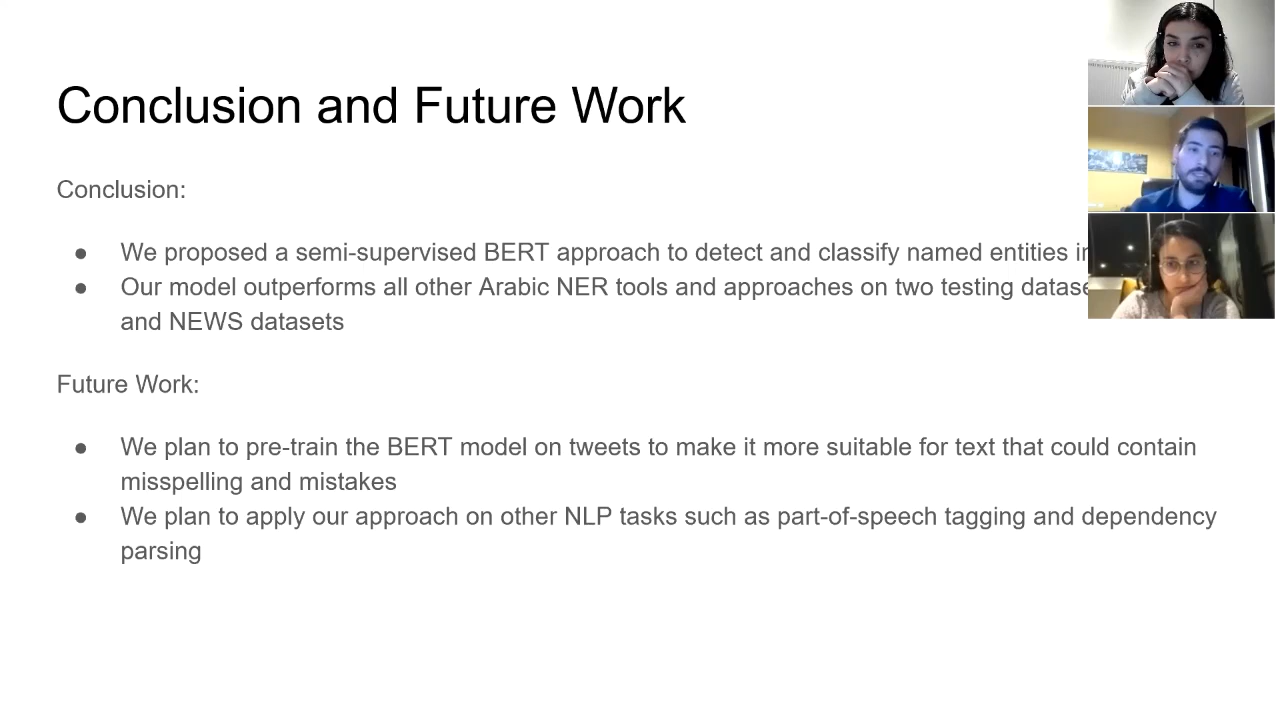 Conclusion and Future Work
Conclusion:
● We proposed a semi-supervised BERT approach to detect and classify named entities in
● Our model outperforms all other Arabic NER tools and approaches on two testing
and NEWS datasets
Future Work:
● We plan to pre-train the BERT model on tweets to make it more suitable for text that could contain
misspelling and mistakes
● We plan to apply our approach on other NLP tasks such as part-of-speech tagging and dependency
parsing